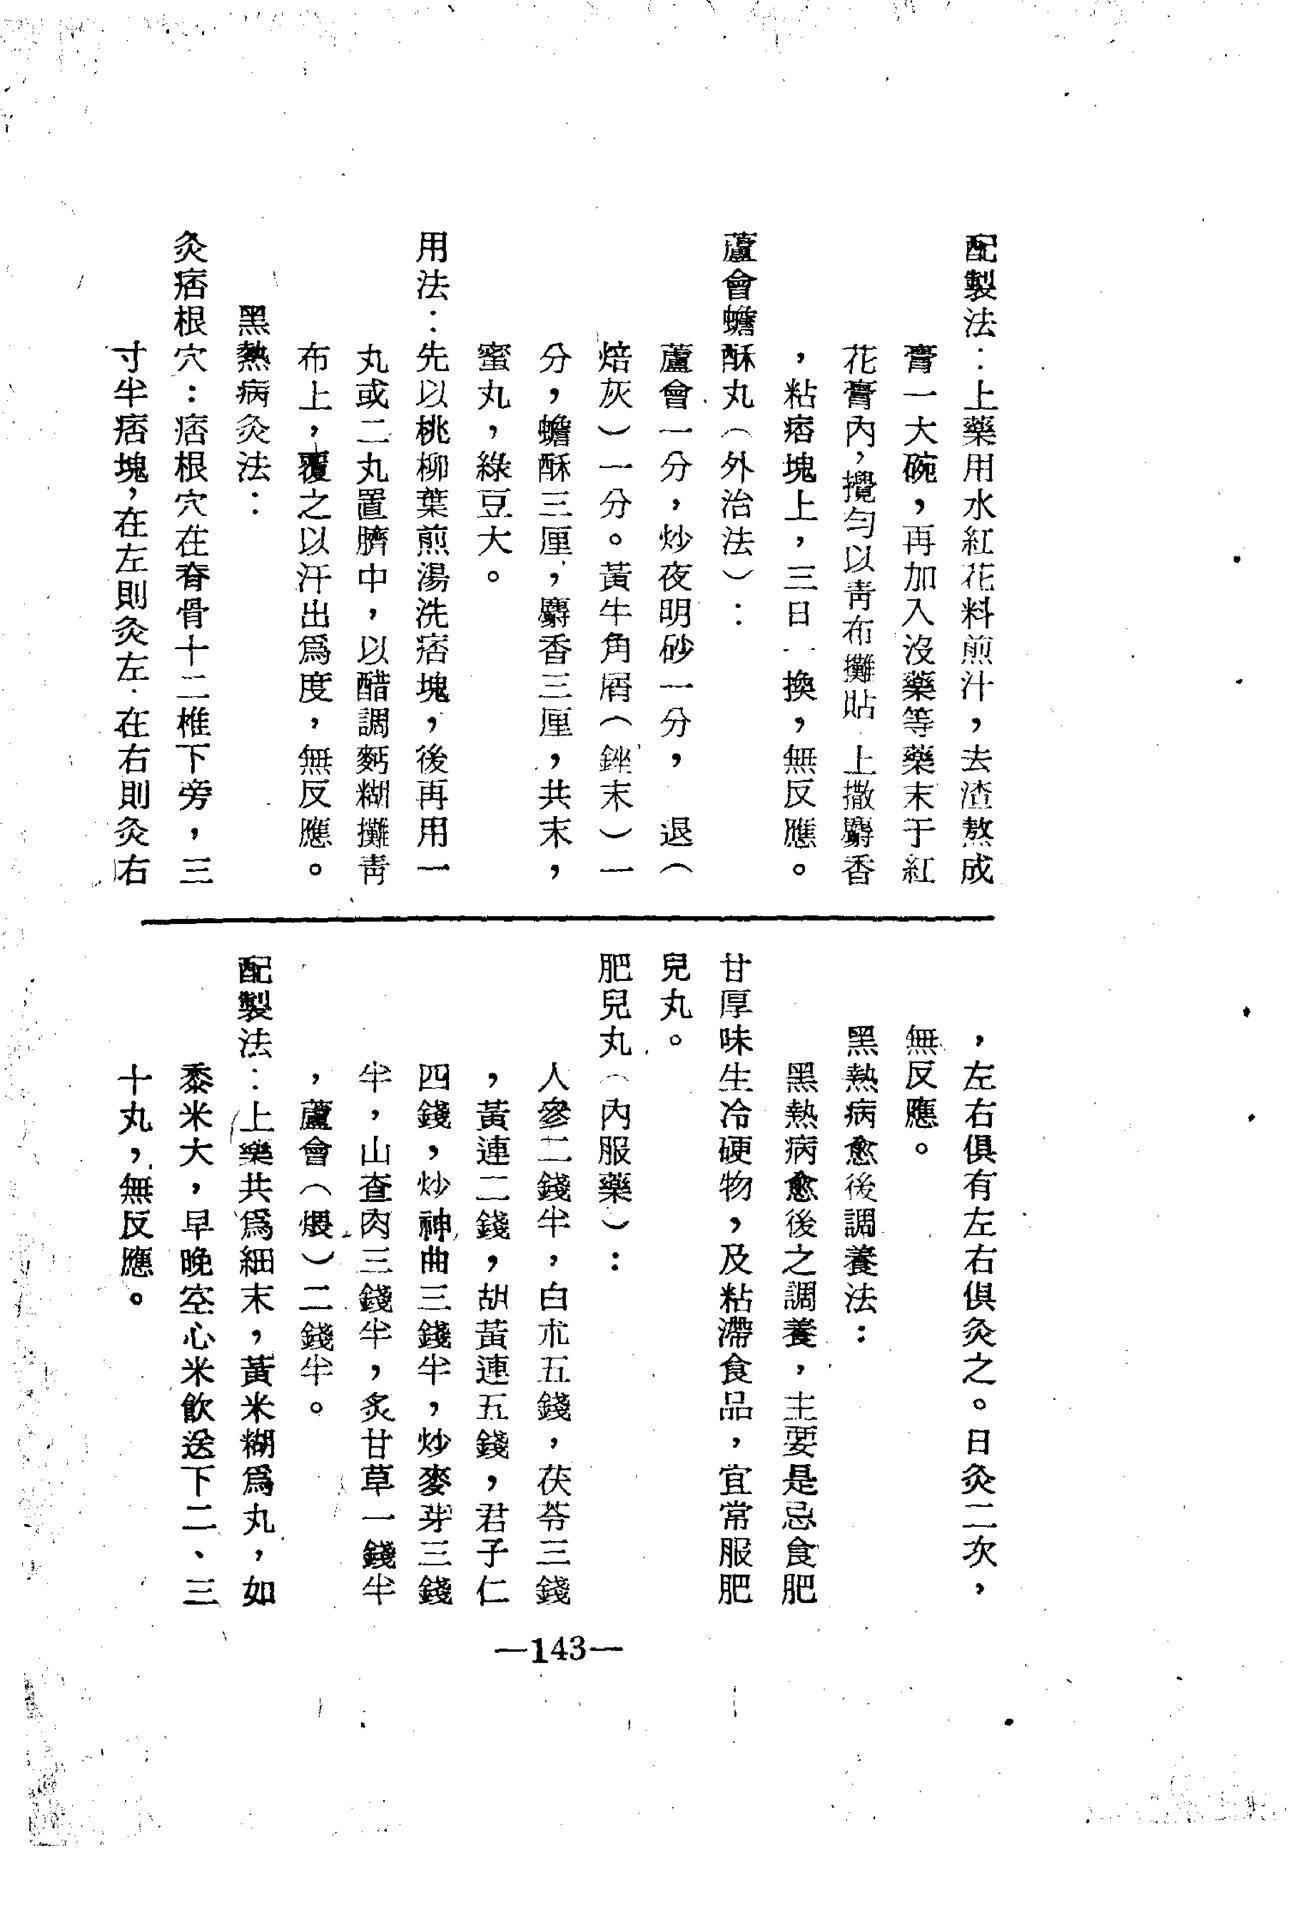 配製法：上藥用水紅花料煎汁，去渣熬成
膏一大碗，再加入沒藥等藥末于紅
花膏內，攪勻以青布攤貼 上撒麝香
，粘痞塊上，三日一換，無反應。
蘆會蟾酥丸（外治法）：
蘆會一分，炒夜明砂一分， 退（
焙灰）一分。黃牛角屑（銼末）一
分，蟾酥三厘，麝香三厘，共末，
蜜丸，綠豆大。
用法：先以桃柳葉煎湯洗痞塊，後再用一
丸或二丸置臍中，以醋調麪糊攤青
布上，覆之以汗出爲度，無反應。
黑熱病灸法：
灸痞根穴：痞根穴在脊骨十二椎下旁，三
寸半痞塊，在左則灸左．在右則灸右
，左右俱有左右俱灸之。日灸二次，
無反應。
黑熱病愈後調養法：
黑熱病愈後之調養，主要是忌食肥
甘厚味生冷硬物，及粘滯食品，宜常服肥
兒丸。
肥兒丸（內服藥）：
人參二錢半，白朮五錢，茯苓三錢
，黃連二錢，胡黃連五錢，君子仁
四錢，炒神曲三錢半，炒麥芽三錢
半，山查肉三錢半，炙甘草一錢半
，蘆會（煨）二錢半。
配製法：上藥共爲細末，黃米糊爲丸，如
黍米大，早晚空心米飲送下二、三
十丸，無反應。
—143—